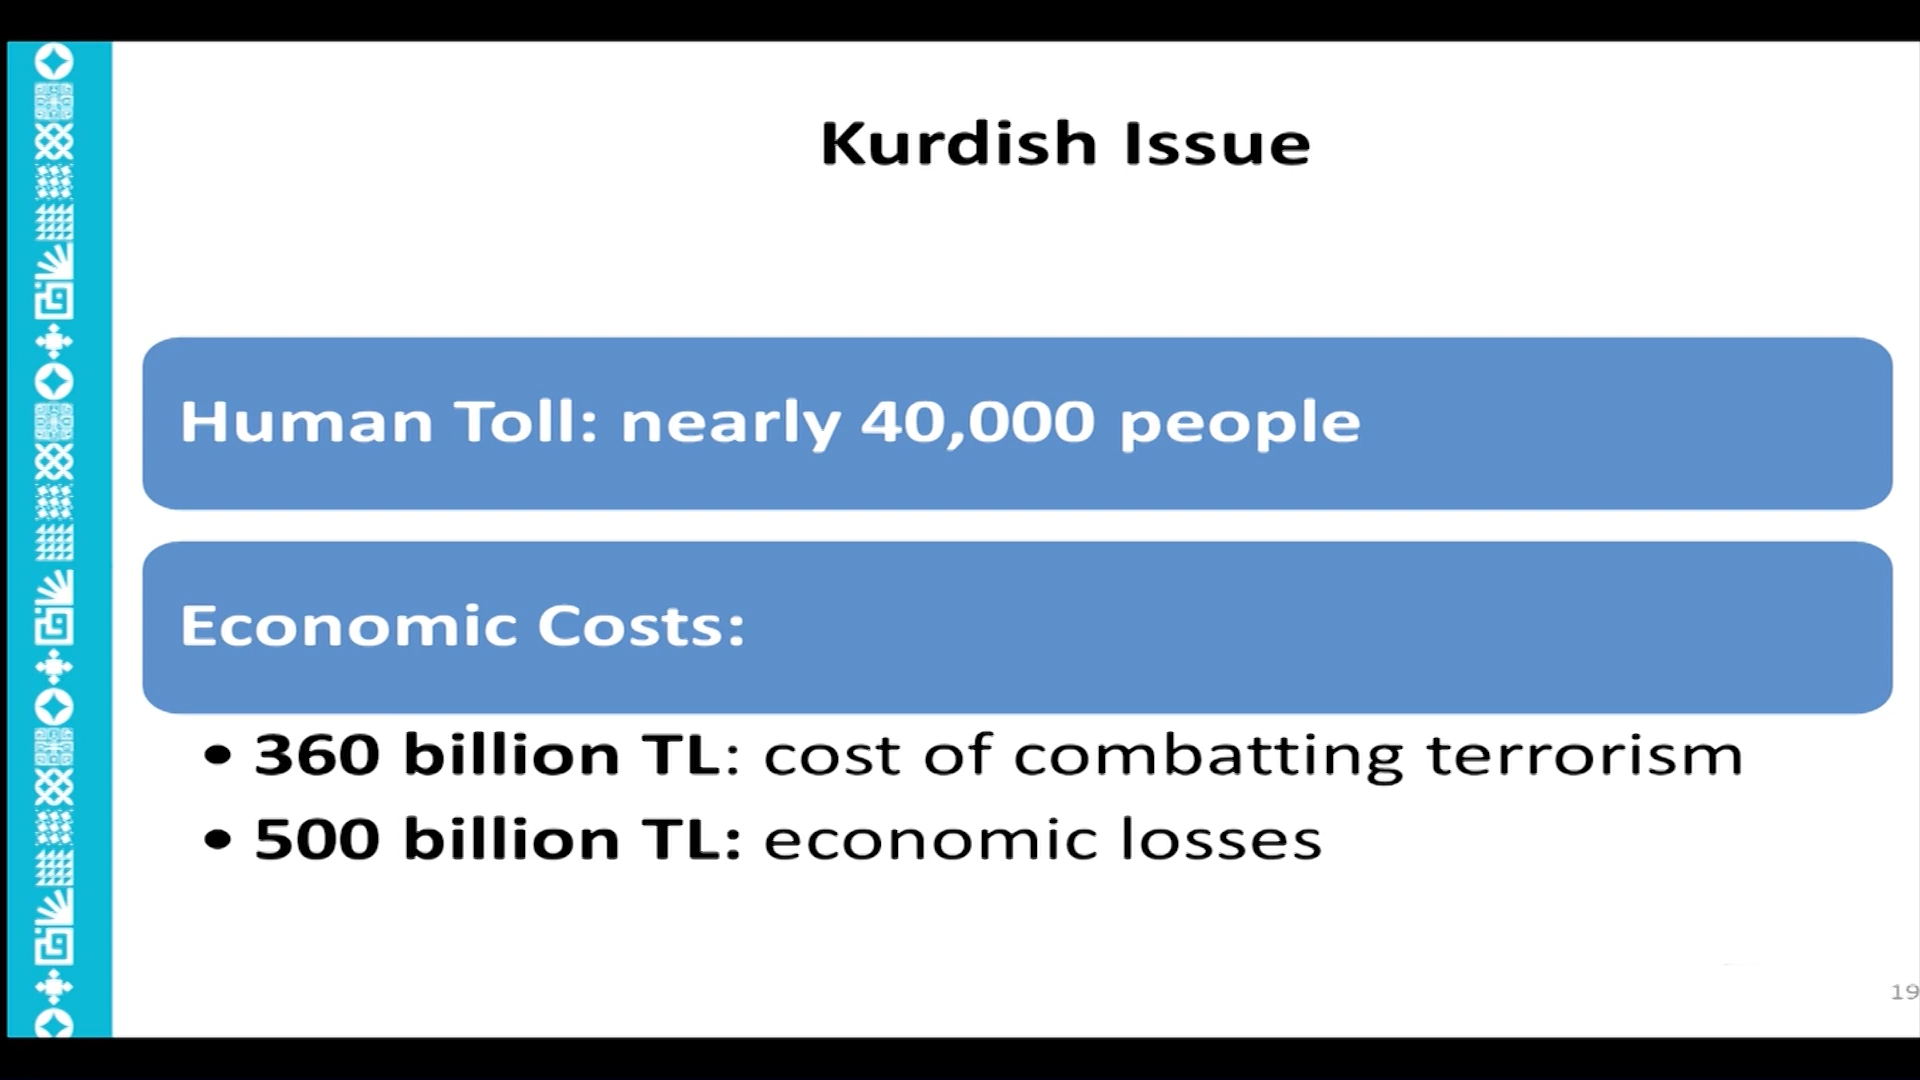 Kurdish Issue
Human Toll: nearly 40,000 people
Economic Costs:
• 360 billion TL: cost of combatting terrorism
• 500 billion TL: economic losses
19